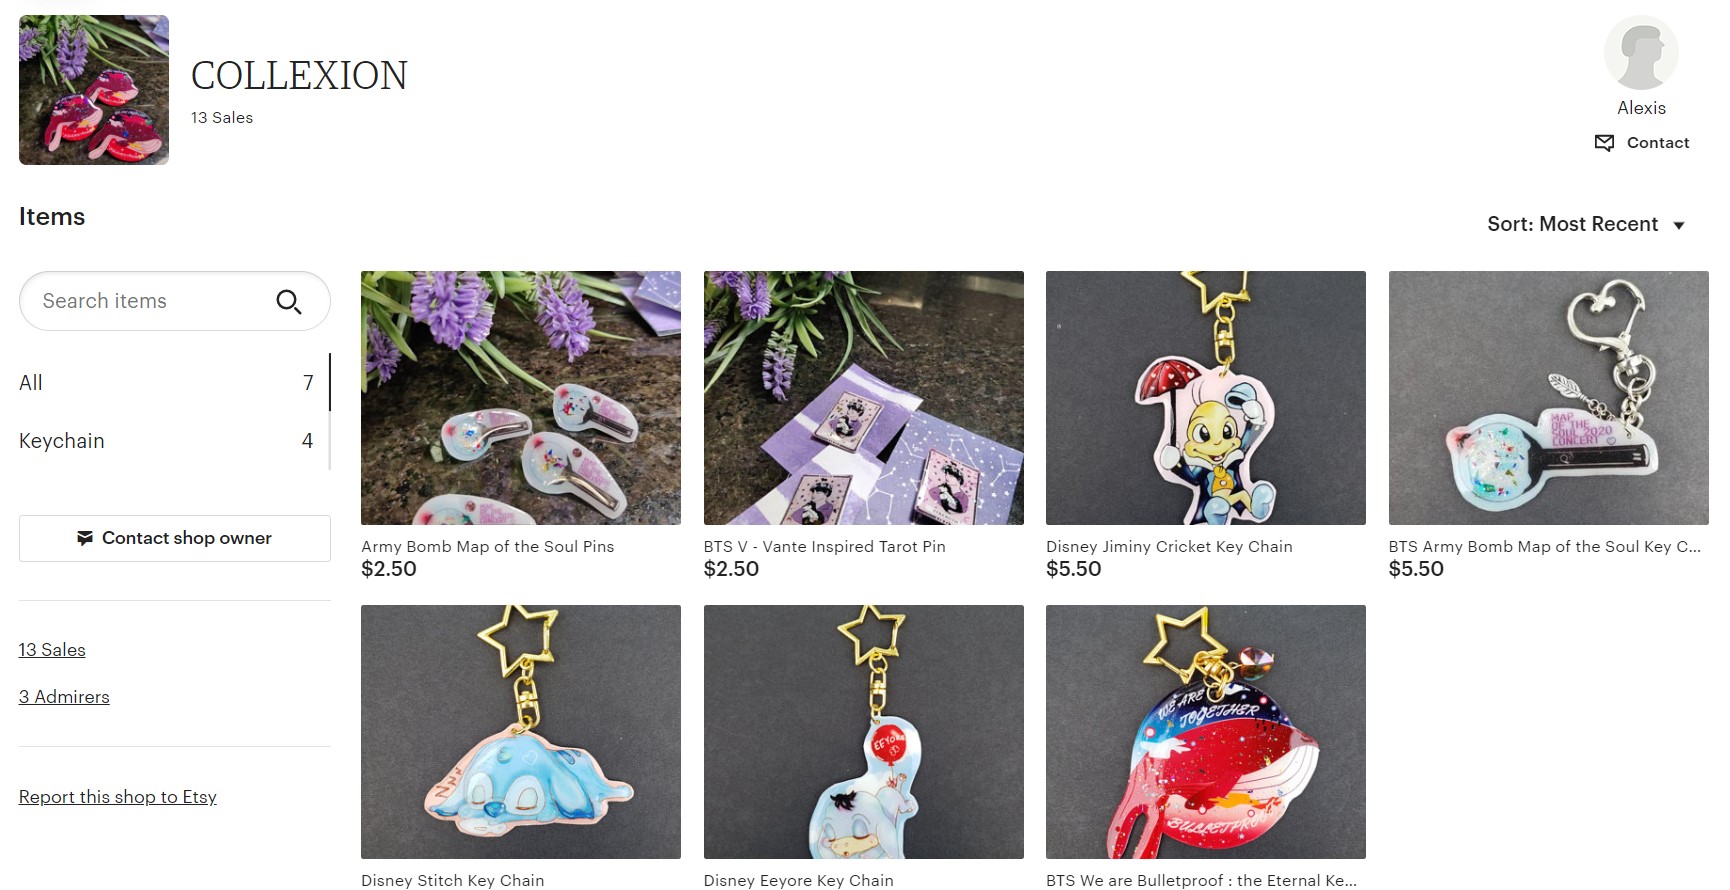 COLLEXION
13 Sales
Alexis
Contact
Items
Sort: Most Recent
Search items
All 7
Keychain 4
Contact shop owner
13 Sales
3 Admirers
Report this shop to Etsy
Army Bomb Map of the Soul Pins
$2.50
BTS V - Vante Inspired Tarot Pin
$2.50
Disney Jiminy Cricket Key Chain
$5.50
MAP
OF THE
SOUL 2020
CONCERT
BTS Army Bomb Map of the Soul Key C...
$5.50
ZZZ
Disney Stitch Key Chain
EEYORE
Disney Eeyore Key Chain
WE ARE
TOGETHER
BTS We are Bulletproof : the Eternal Ke...